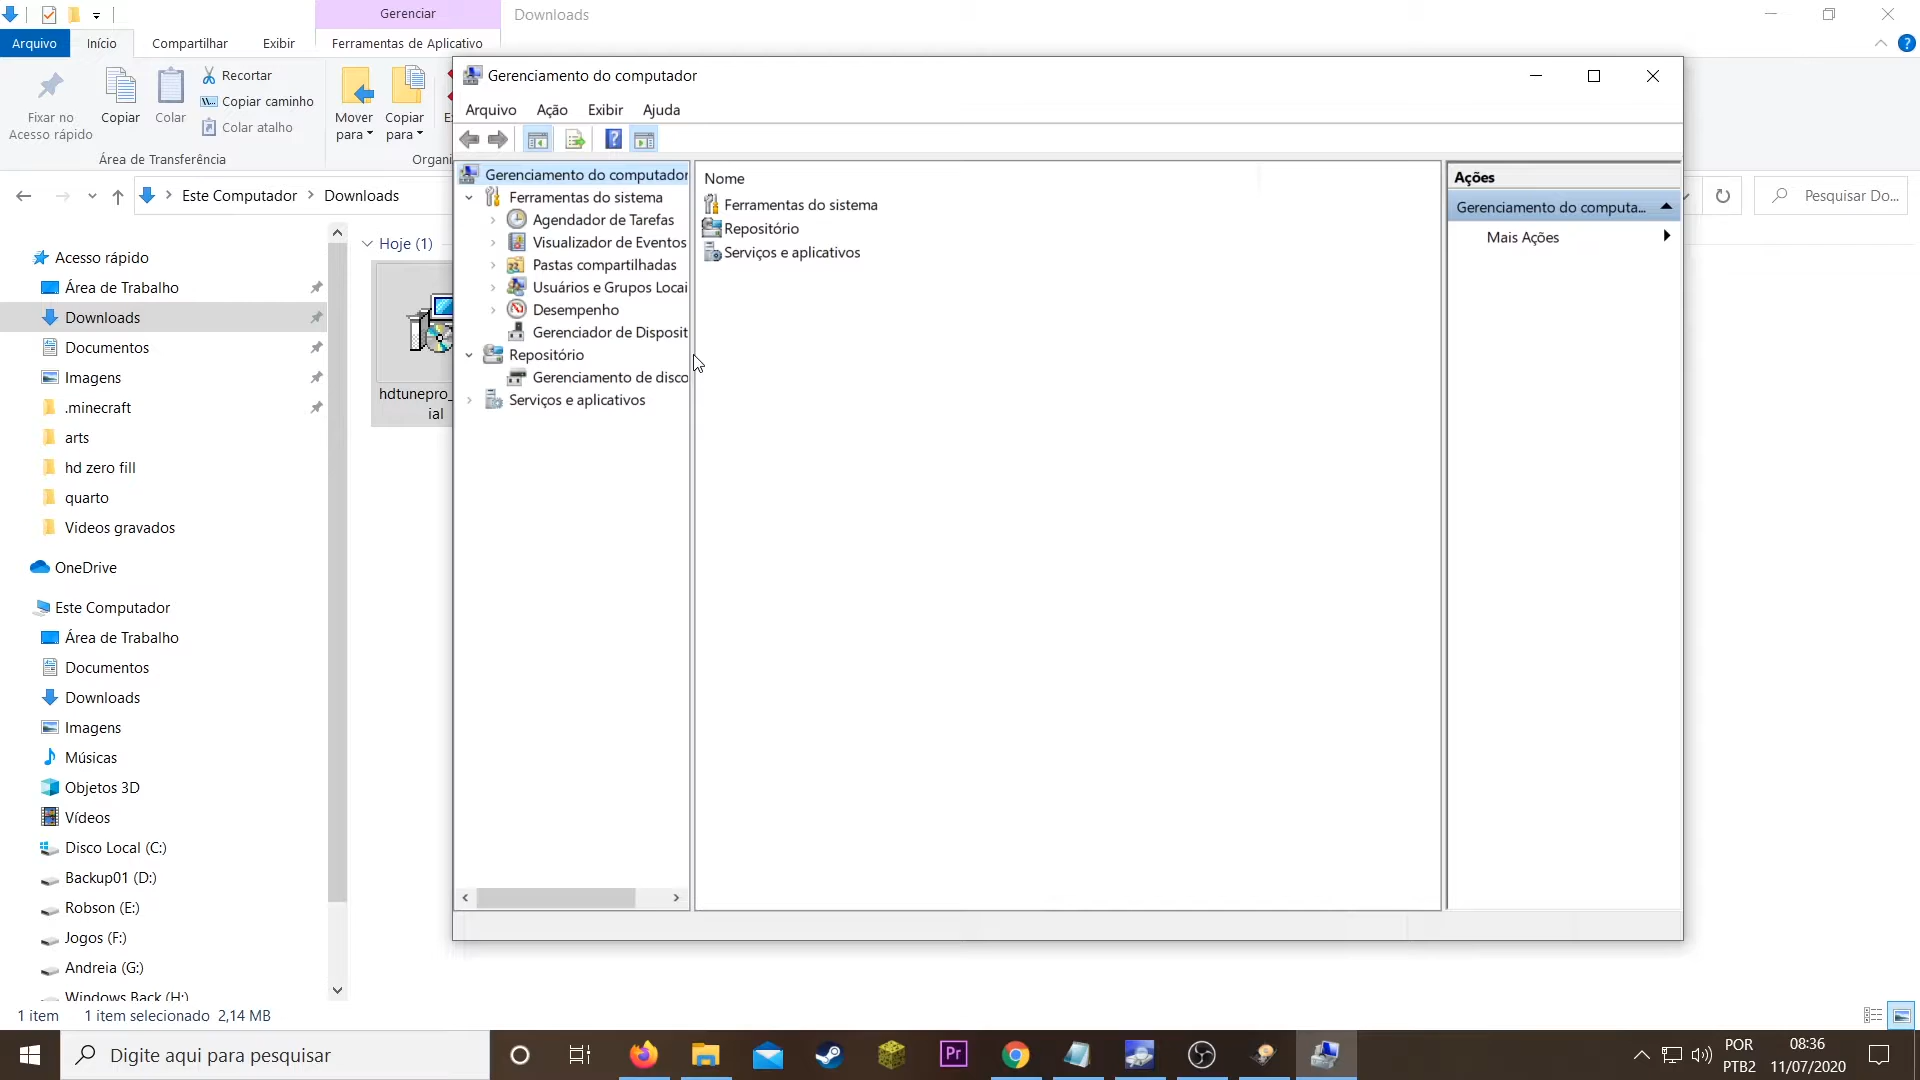 Gerenciar
Downloads
Arquivo
Início
Compartilhar
Exibir
Ferramentas de Aplicativo
Fixar no
Acesso rápido
Copiar
Colar
Recortar
Copiar caminho
Colar atalho
Mover
para
Copiar
para
Área de Transferência
Organi
Este Computador
Downloads
Pesquisar Do...
Acesso rápido
Área de Trabalho
Downloads
Documentos
Imagens
.minecraft
arts
hd zero fill
quarto
Videos gravados
OneDrive
Este Computador
Área de Trabalho
Documentos
Downloads
Imagens
Músicas
Objetos 3D
Vídeos
Disco Local (C:)
Backup01 (D:)
Robson (E:)
Jogos (F:)
Andreia (G:)
Windows Back (H:)
Hoje (1)
hdtunepro_
ial
1 item
1 item selecionado 2,14 MB
Gerenciamento do computador
Arquivo
Ação
Exibir
Ajuda
Gerenciamento do computador
Ferramentas do sistema
Agendador de Tarefas
Visualizador de Eventos
Pastas compartilhadas
Usuários e Grupos Locai
Desempenho
Gerenciador de Disposit
Repositório
Gerenciamento de disco
Serviços e aplicativos
Nome
Ferramentas do sistema
Repositório
Serviços e aplicativos
Ações
Gerenciamento do computa...
Mais Ações
Digite aqui para pesquisar
Pr
POR
PTB2
08:36
11/07/2020